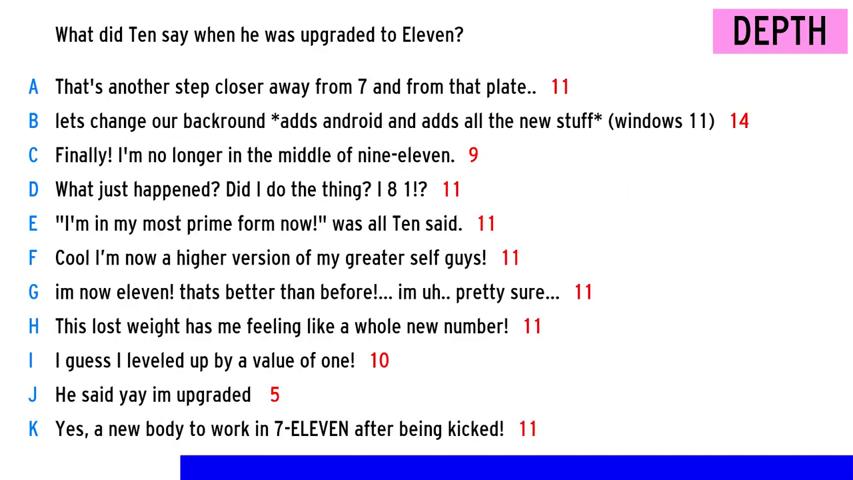 What did Ten say when he was upgraded to Eleven?
DEPTH
A That's another step closer away from 7 and from that plate.. 11
B lets change our backround *adds android and adds all the new stuff* (windows 11) 14
C Finally! I'm no longer in the middle of nine-eleven. 9
D What just happened? Did I do the thing? I 8 1!? 11
E "I'm in my most prime form now!" was all Ten said. 11
F Cool I’m now a higher version of my greater self guys! 11
G im now eleven! thats better than before!... im uh.. pretty sure... 11
H This lost weight has me feeling like a whole new number! 11
I I guess I leveled up by a value of one! 10
J He said yay im upgraded 5
K Yes, a new body to work in 7-ELEVEN after being kicked! 11